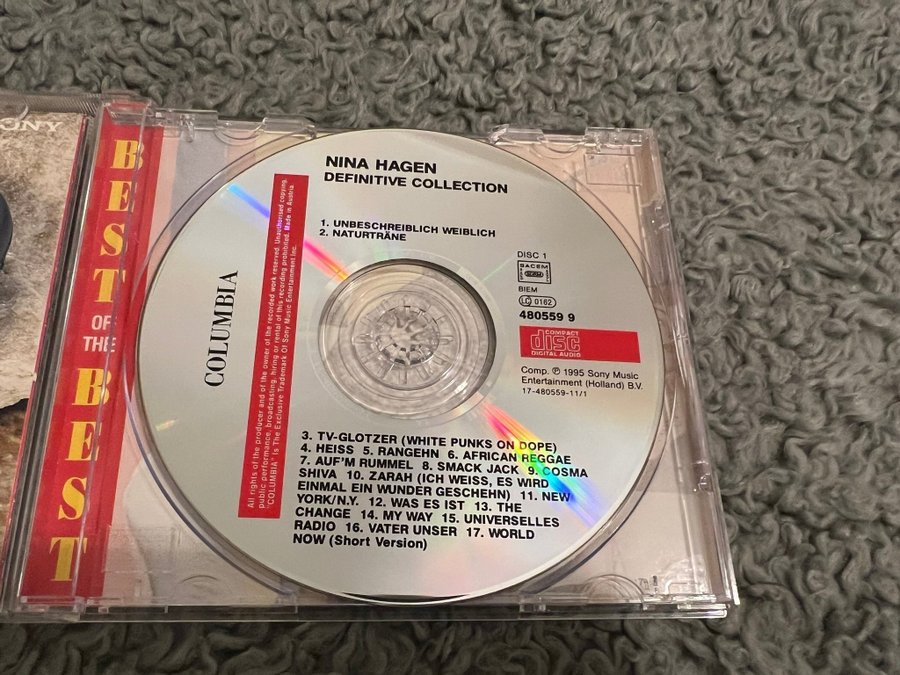 SONY
BEST
OF
THE
BEST
NINA HAGEN
DEFINITIVE COLLECTION
1. UNBESCHREIBLICH WEIBLICH
2. NATURTRÄNE
DISC 1
SACEM
BIEM
LC 0162
480559 9
COMPACT
disc
DIGITAL AUDIO
Comp. ℗ 1995 Sony Music
Entertainment (Holland) B.V.
17-480559-11/1
COLUMBIA
All rights of the producer and of the owner of the recorded work reserved. Unauthorised copying,
public performance, broadcasting, hiring or rental of this recording prohibited. Made in Austria
"COLUMBIA" Is The Exclusive Trademark Of Sony Music Entertainment Inc.
3. TV-GLOTZER (WHITE PUNKS ON DOPE)
4. HEISS 5. RANGEHN 6. AFRICAN REGGAE
7. AUF'M RUMMEL 8. SMACK JACK 9. COSMA
SHIVA 10. ZARAH (ICH WEISS, ES WIRD
EINMAL EIN WUNDER GESCHEHN) 11. NEW
YORK/N.Y. 12. WAS ES IST 13. THE
CHANGE 14. MY WAY 15. UNIVERSELLES
RADIO 16. VATER UNSER 17. WORLD
NOW (Short Version)